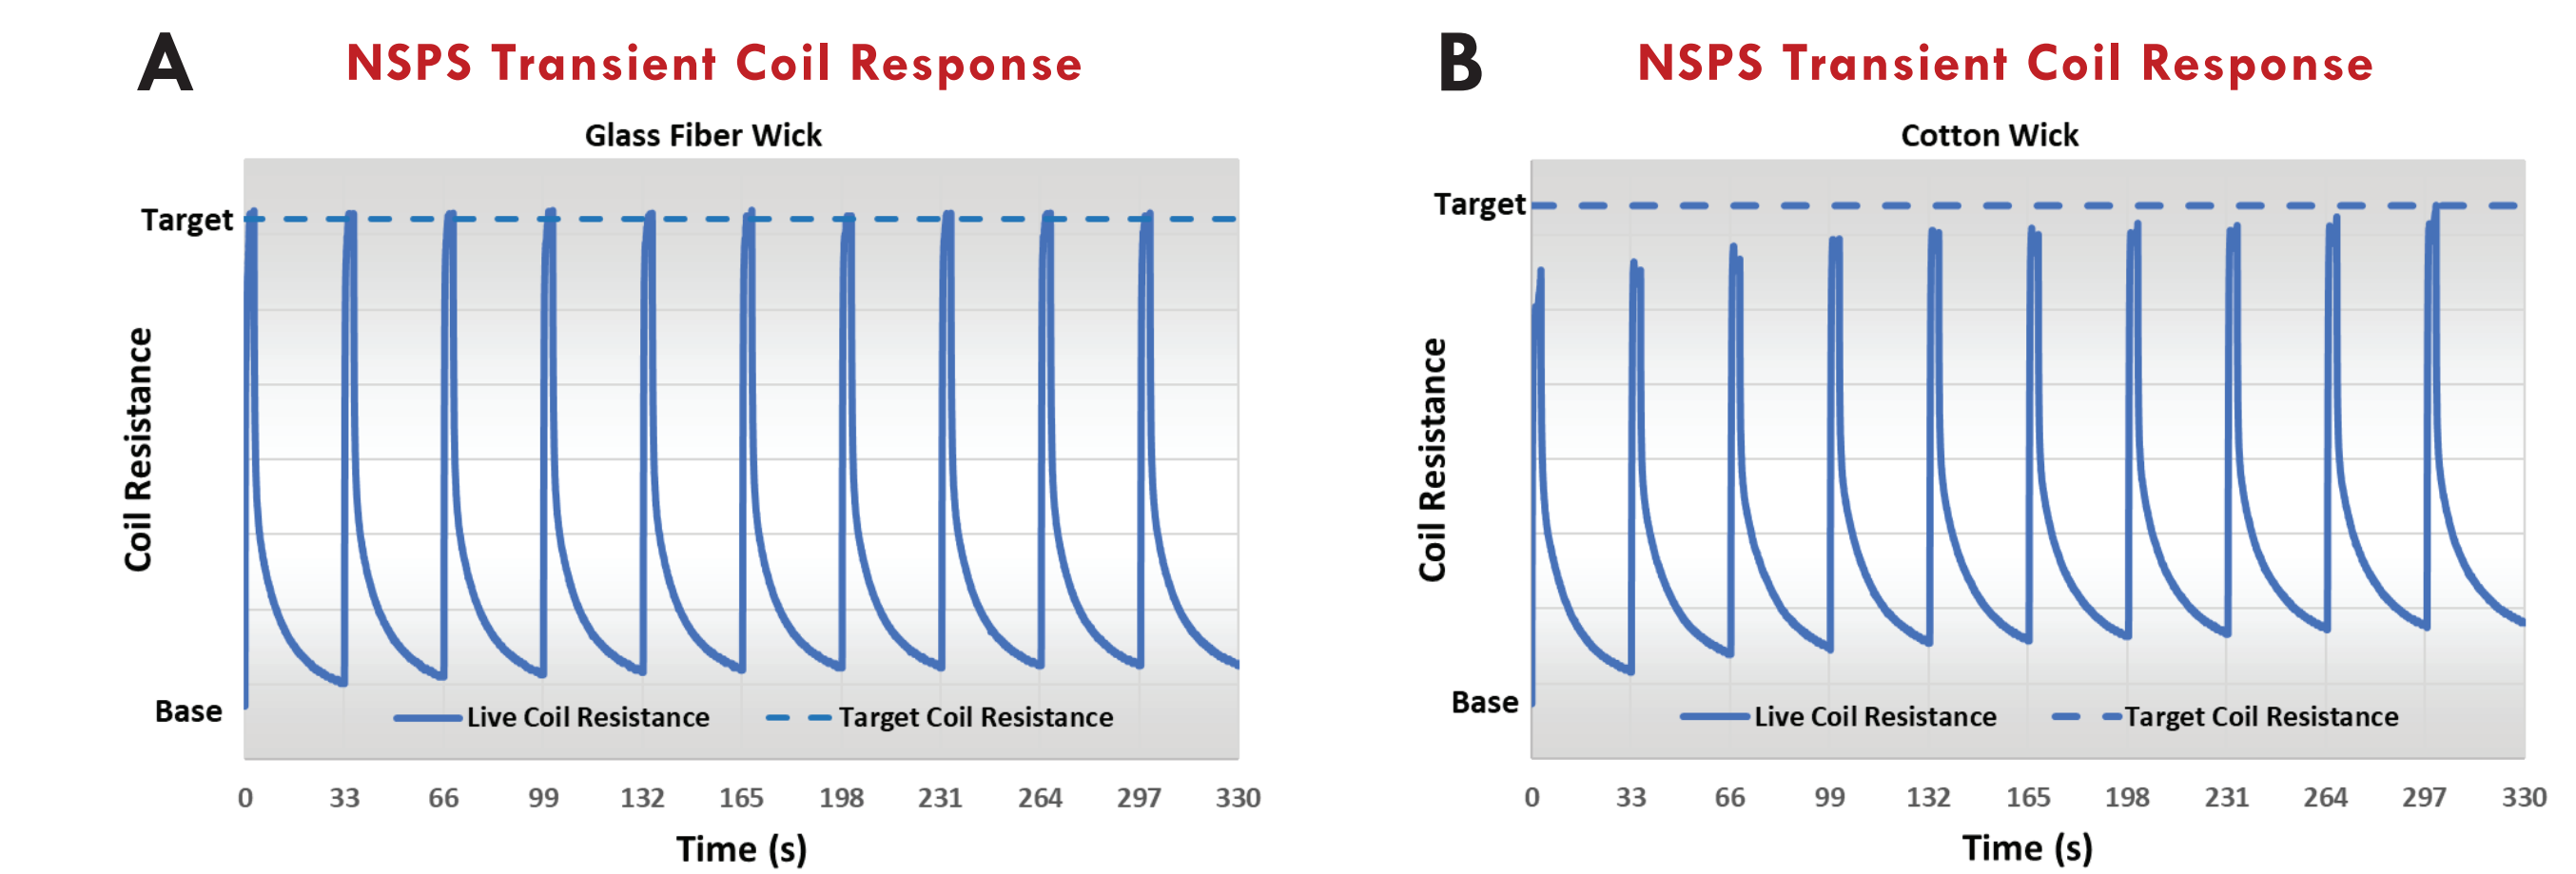 A
NSPS Transient Coil Response
Glass Fiber Wick
Target
Coil Resistance
Base
Live Coil Resistance
Target Coil Resistance
0 33 66 99 132 165 198 231 264 297 330
Time (s)
B
NSPS Transient Coil Response
Cotton Wick
Target
Coil Resistance
Base
Live Coil Resistance
Target Coil Resistance
0 33 66 99 132 165 198 231 264 297 330
Time (s)